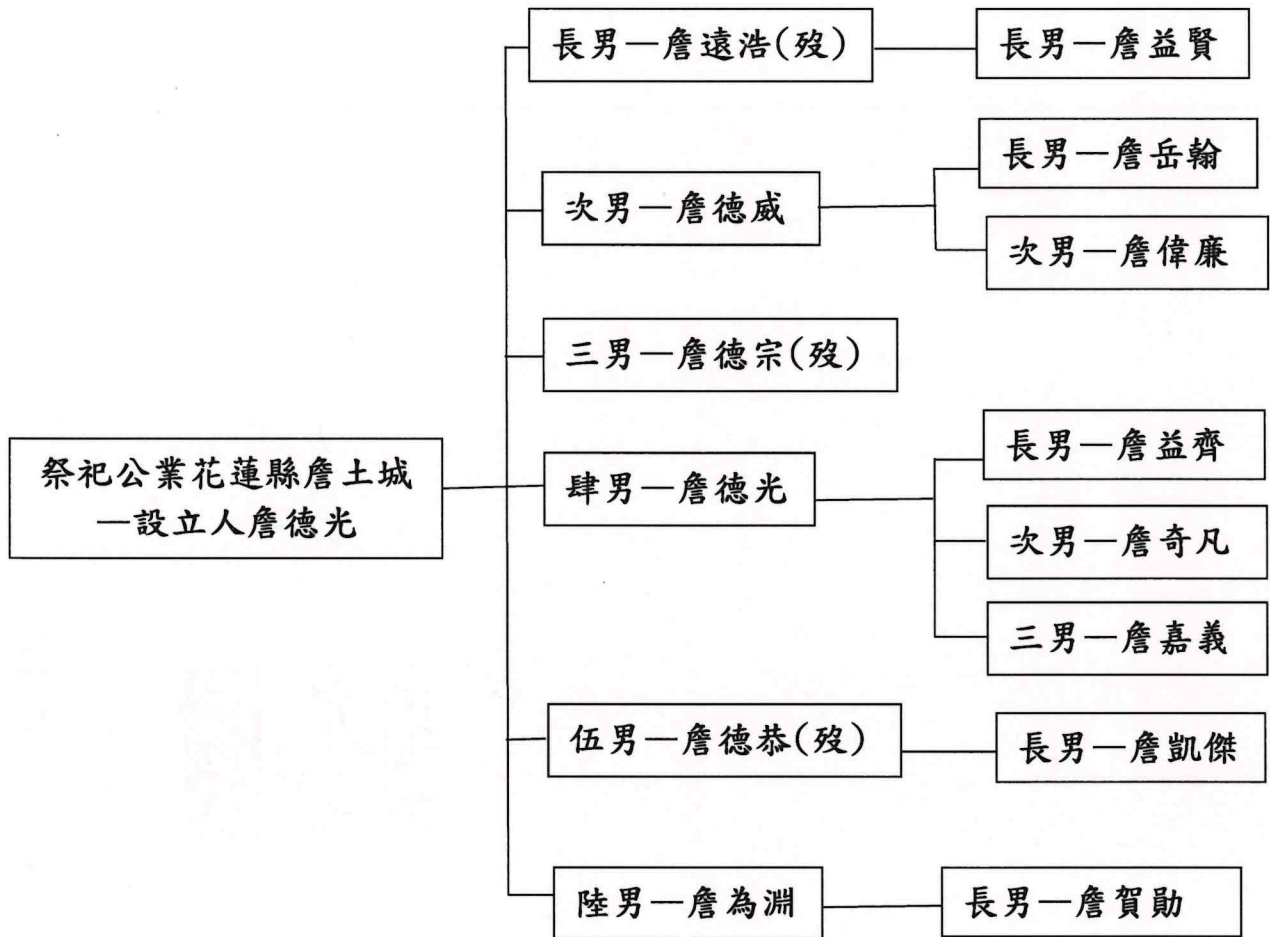 長男—詹遠浩(歿)
長男—詹益賢
次男—詹德威
長男—詹岳翰
次男—詹偉廉
三男—詹德宗(歿)
祭祀公業花蓮縣詹土城
—設立人詹德光
肆男—詹德光
長男—詹益齊
次男—詹奇凡
三男—詹嘉義
伍男—詹德恭(歿)
長男—詹凱傑
陸男—詹為淵
長男—詹賀勛